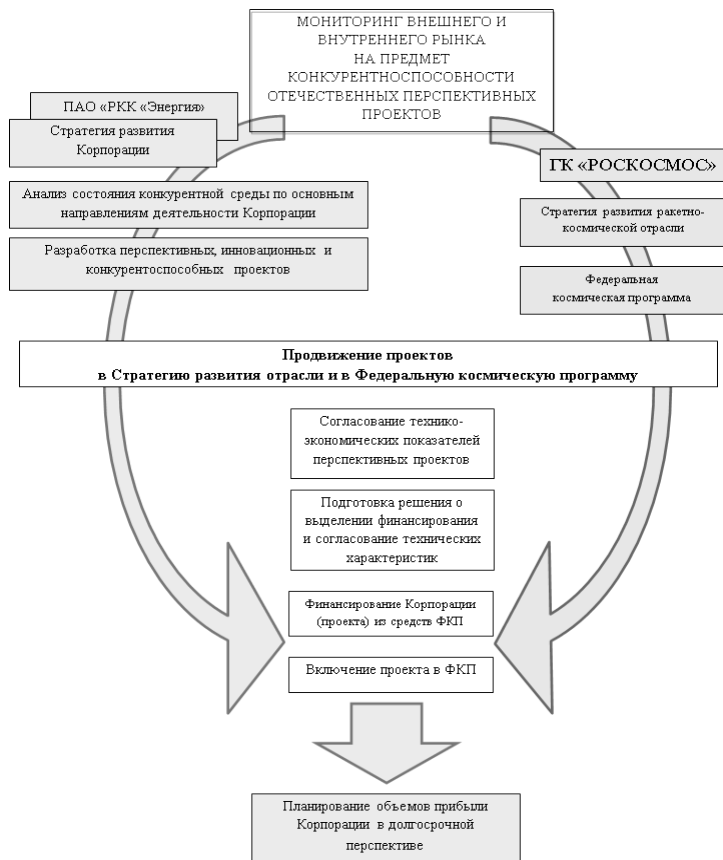 МОНИТОРИНГ ВНЕШНЕГО И
ВНУТРЕННЕГО РЫНКА
НА ПРЕДМЕТ
КОНКУРЕНТНОСПОСОБНОСТИ
ОТЕЧЕСТВЕННЫХ ПЕРСПЕКТИВНЫХ
ПРОЕКТОВ
ПАО «РКК «Энергия»
Стратегия развития
Корпорации
Анализ состояния конкурентной среды по основным
направлениям деятельности Корпорации
Разработка перспективных, инновационных и
конкурентоспособных проектов
ГК «РОСКОСМОС»
Стратегия развития ракетно-
космической отрасли
Федеральная
космическая программа
Продвижение проектов
в Стратегию развития отрасли и в Федеральную космическую программу
Согласование технико-
экономических показателей
перспективных проектов
Подготовка решения о
выделении финансирования
и согласование технических
характеристик
Финансирование Корпорации
(проекта) из средств ФКП
Включение проекта в ФКП
Планирование объемов прибыли
Корпорации в долгосрочной
перспективе